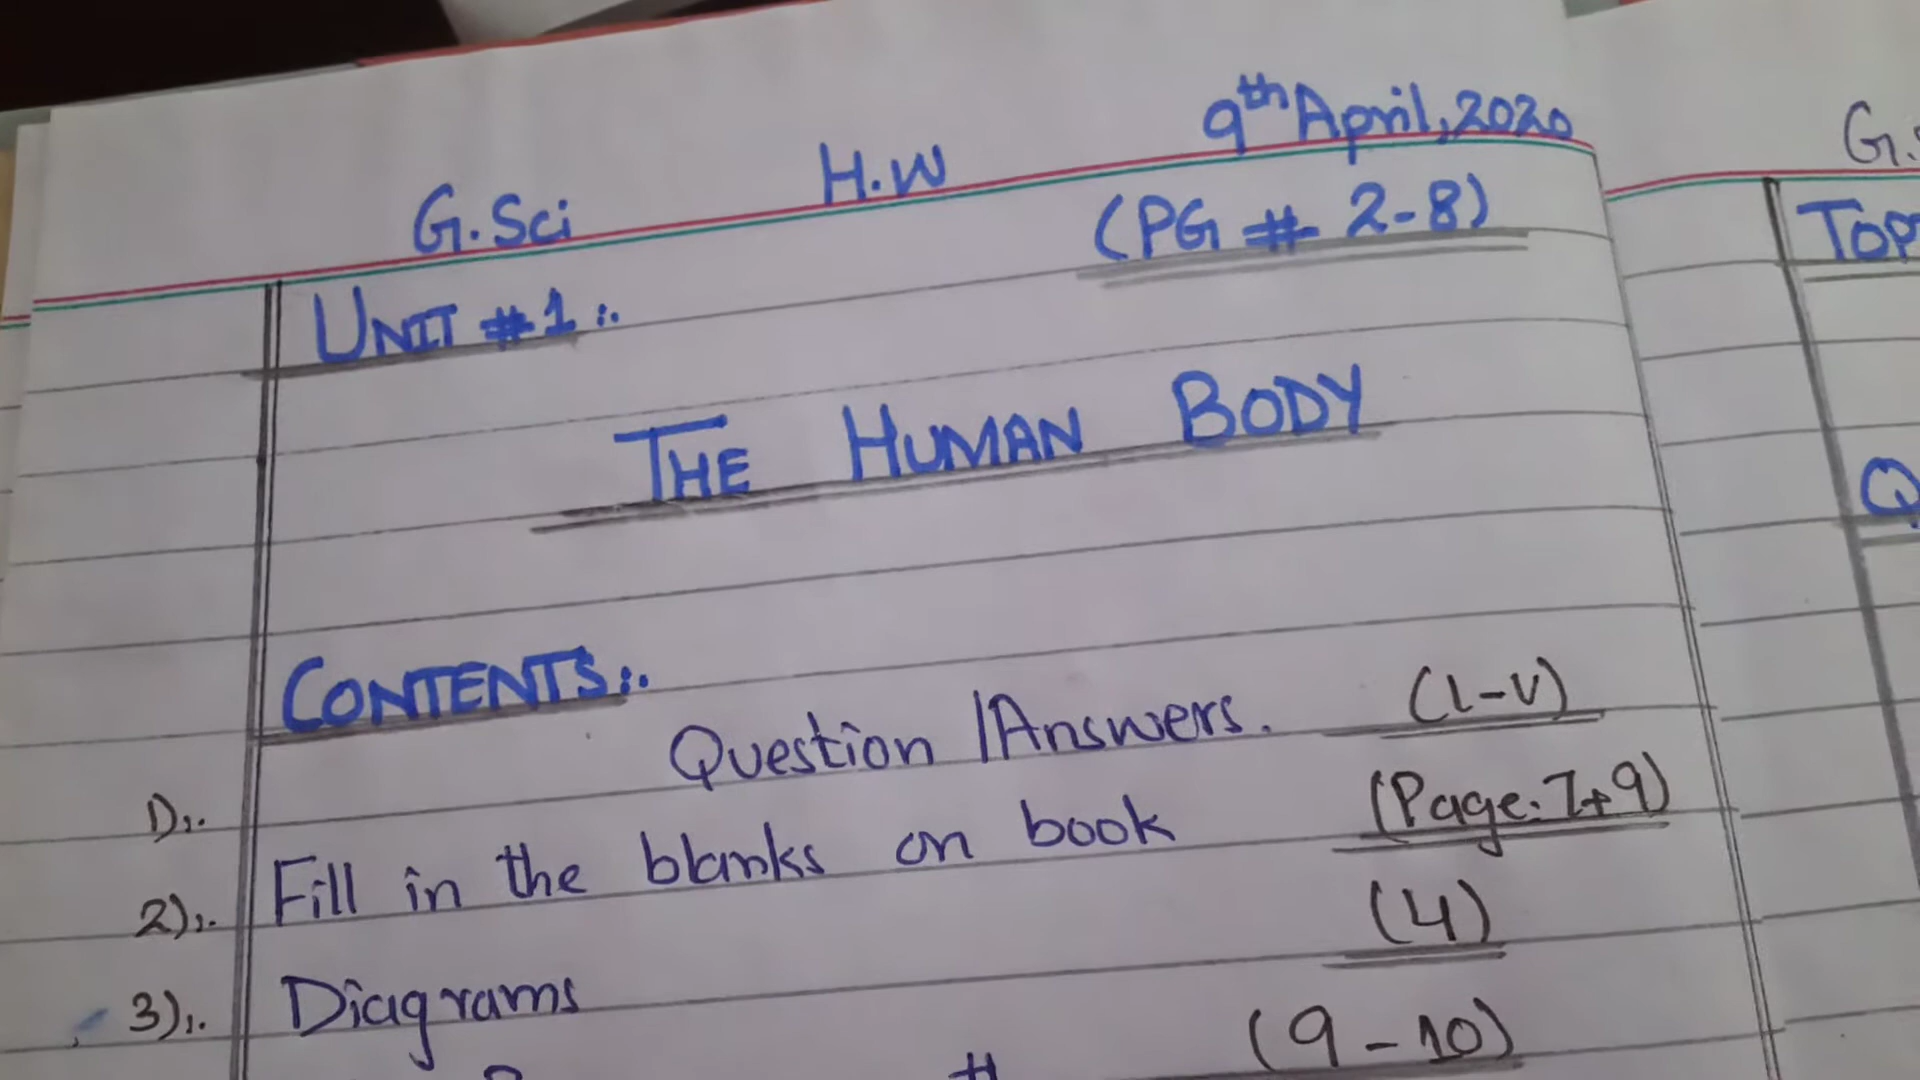 G.Sci H.W 9th April, 2020
(PG # 2-8)
UNIT #1:.
THE HUMAN BODY
CONTENTS:.
1):. Question /Answers. (I-V)
2):. Fill in the blanks on book (Page: 7+9)
3):. Diagrams (4)
# (9-10)
G.
TOP
Q